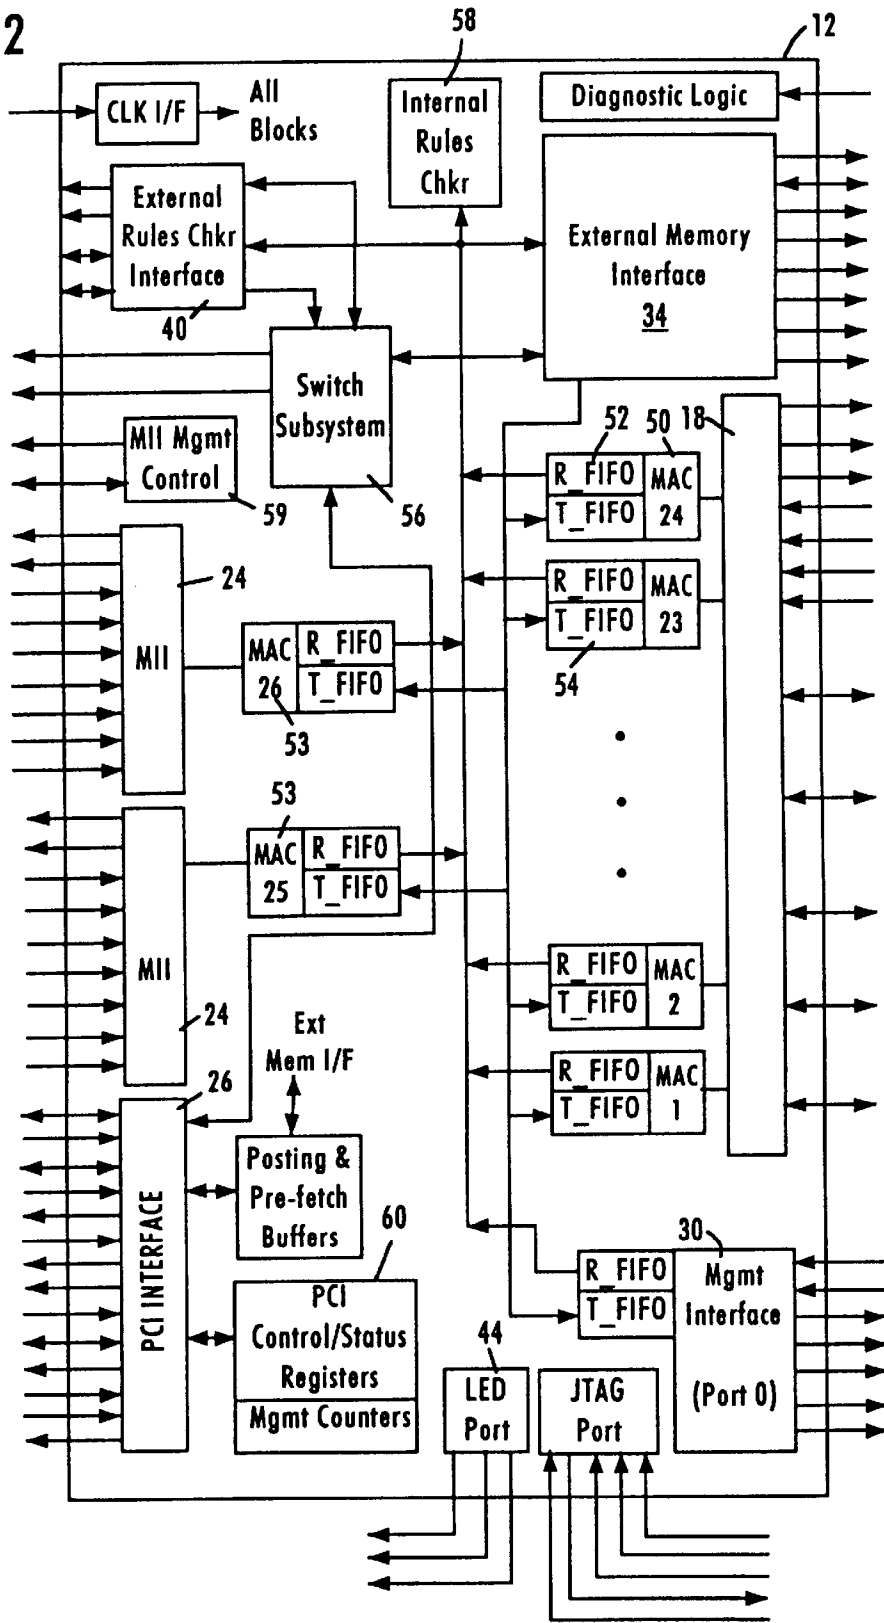 2
58
12
CLK I/F
All
Blocks
Internal
Rules
Chkr
Diagnostic Logic
External
Rules Chkr
Interface
40
External Memory
Interface
34
Switch
Subsystem
56
MII Mgmt
Control
59
52
50
18
R_FIFO
T_FIFO
MAC
24
R_FIFO
T_FIFO
MAC
23
54
24
MII
MAC
26
R_FIFO
T_FIFO
53
53
MAC
25
R_FIFO
T_FIFO
MII
24
R_FIFO
T_FIFO
MAC
2
R_FIFO
T_FIFO
MAC
1
Ext
Mem I/F
26
PCI INTERFACE
Posting &
Pre-fetch
Buffers
60
PCI
Control/Status
Registers
Mgmt Counters
30
R_FIFO
T_FIFO
Mgmt
Interface
(Port 0)
44
LED
Port
JTAG
Port